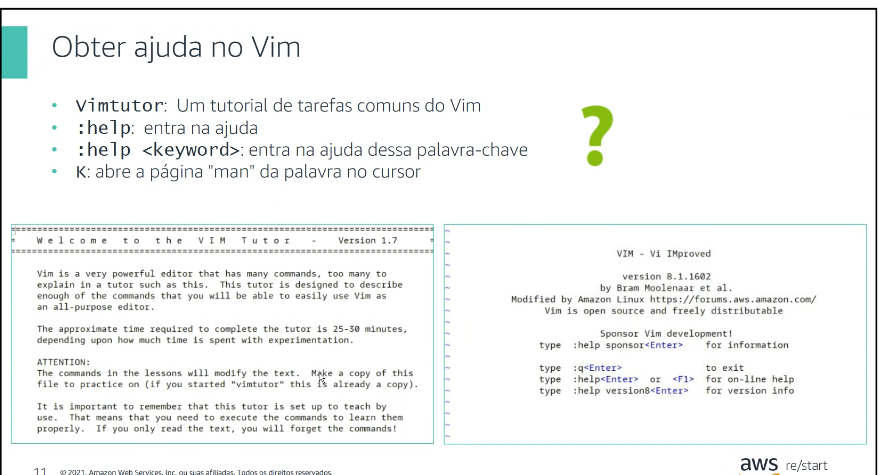 Obter ajuda no Vim
• Vimtutor: Um tutorial de tarefas comuns do Vim
• :help: entra na ajuda
• :help <keyword>: entra na ajuda dessa palavra-chave
• K: abre a página "man" da palavra no cursor
?
W e l c o m e   t o   t h e   V I M   T u t o r   -   Version 1.7
Vim is a very powerful editor that has many commands, too many to
explain in a tutor such as this. This tutor is designed to describe
enough of the commands that you will be able to easily use Vim as
an all-purpose editor.
The approximate time required to complete the tutor is 25-30 minutes,
depending upon how much time is spent with experimentation.
ATTENTION:
The commands in the lessons will modify the text. Make a copy of this
file to practice on (if you started "vimtutor" this is already a copy).
It is important to remember that this tutor is set up to teach by
use. That means that you need to execute the commands to learn them
properly. If you only read the text, you will forget the commands!
VIM - Vi IMproved
version 8.1.1602
by Bram Moolenaar et al.
Modified by Amazon Linux https://forums.aws.amazon.com/
Vim is open source and freely distributable
Sponsor Vim development!
type :help sponsor<Enter> for information
type :q<Enter> to exit
type :help<Enter> or <F1> for on-line help
type :help version8<Enter> for version info
11 © 2021, Amazon Web Services, Inc. ou suas afiliadas. Todos os direitos reservados.
aws re/start